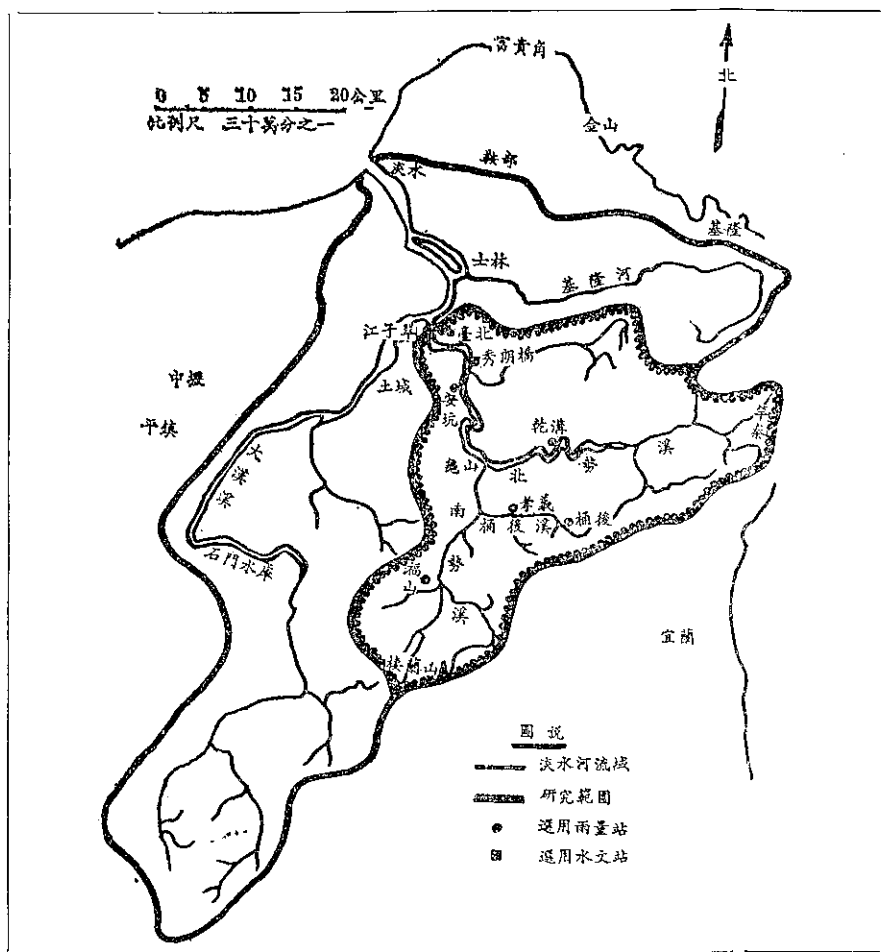 富貴角
北
0 5 10 15 20公里
比例尺 三十萬分之一
金山
鞍部
淡水
基隆
士林
基隆河
江子翠
臺北
秀朗橋
中壢
土城
安坑
平鎮
乾溝
大漢溪
龜山
北勢溪
孝義
南勢溪
桶後溪
桶後
石門水庫
福山
宜蘭
棲蘭山
圖說
淡水河流域
研究範圍
選用雨量站
選用水文站